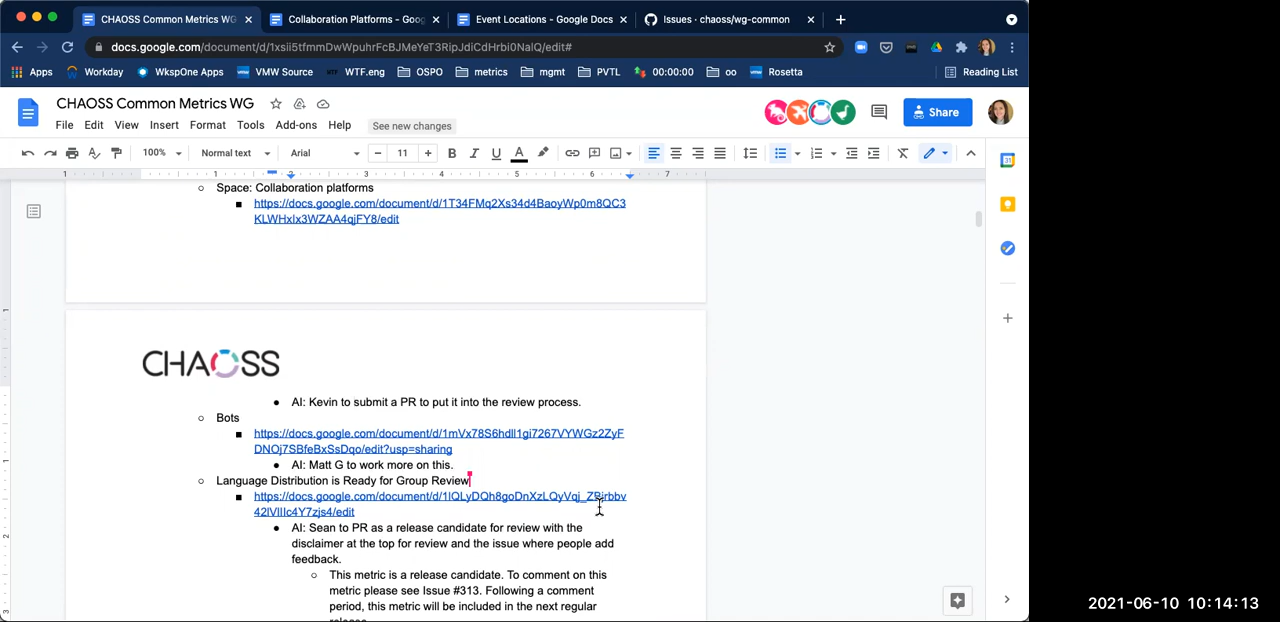 CHAOSS Common Metrics WG
Collaboration Platforms - Goog
Event Locations - Google Docs
Issues · chaoss/wg-common
docs.google.com/document/d/1xsii5tfmmDwWpuhrFcBJMeYeT3RipJdiCdHrbi0NalQ/edit#
Apps
Workday
WkspOne Apps
VMW Source
WTF.eng
OSPO
metrics
mgmt
PVTL
00:00:00
oo
Rosetta
Reading List
CHAOSS Common Metrics WG
File Edit View Insert Format Tools Add-ons Help See new changes
Share
100% Normal text Arial 11
Space: Collaboration platforms
https://docs.google.com/document/d/1T34FMq2Xs34d4BaoyWp0m8QC3
KLWHxIx3WZAA4qjFY8/edit
CHAOSS
AI: Kevin to submit a PR to put it into the review process.
Bots
https://docs.google.com/document/d/1mVx78S6hdll1gi7267VYWGz2ZyF
DNOj7SBfeBxSsDqo/edit?usp=sharing
AI: Matt G to work more on this.
Language Distribution is Ready for Group Review
AI: Sean to PR as a release candidate for review with the
disclaimer at the top for review and the issue where people add
feedback.
This metric is a release candidate. To comment on this
metric please see Issue #313. Following a comment
period, this metric will be included in the next regular
release.
2021-06-10 10:14:13